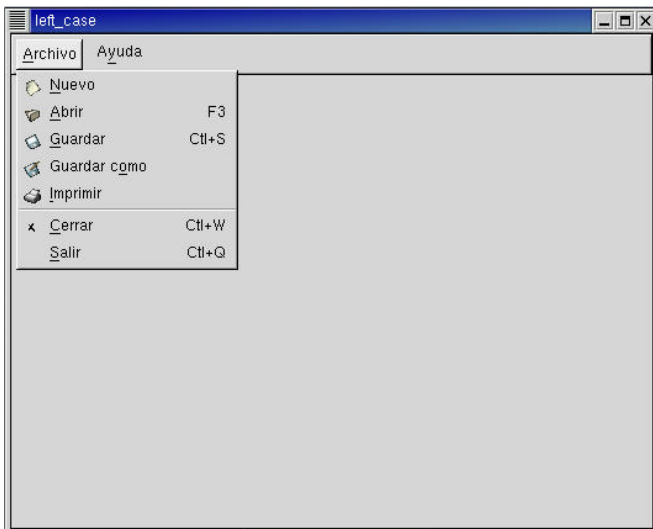 left_case
Archivo Ayuda
Nuevo
Abrir F3
Guardar Ctl+S
Guardar como
Imprimir
Cerrar Ctl+W
Salir Ctl+Q